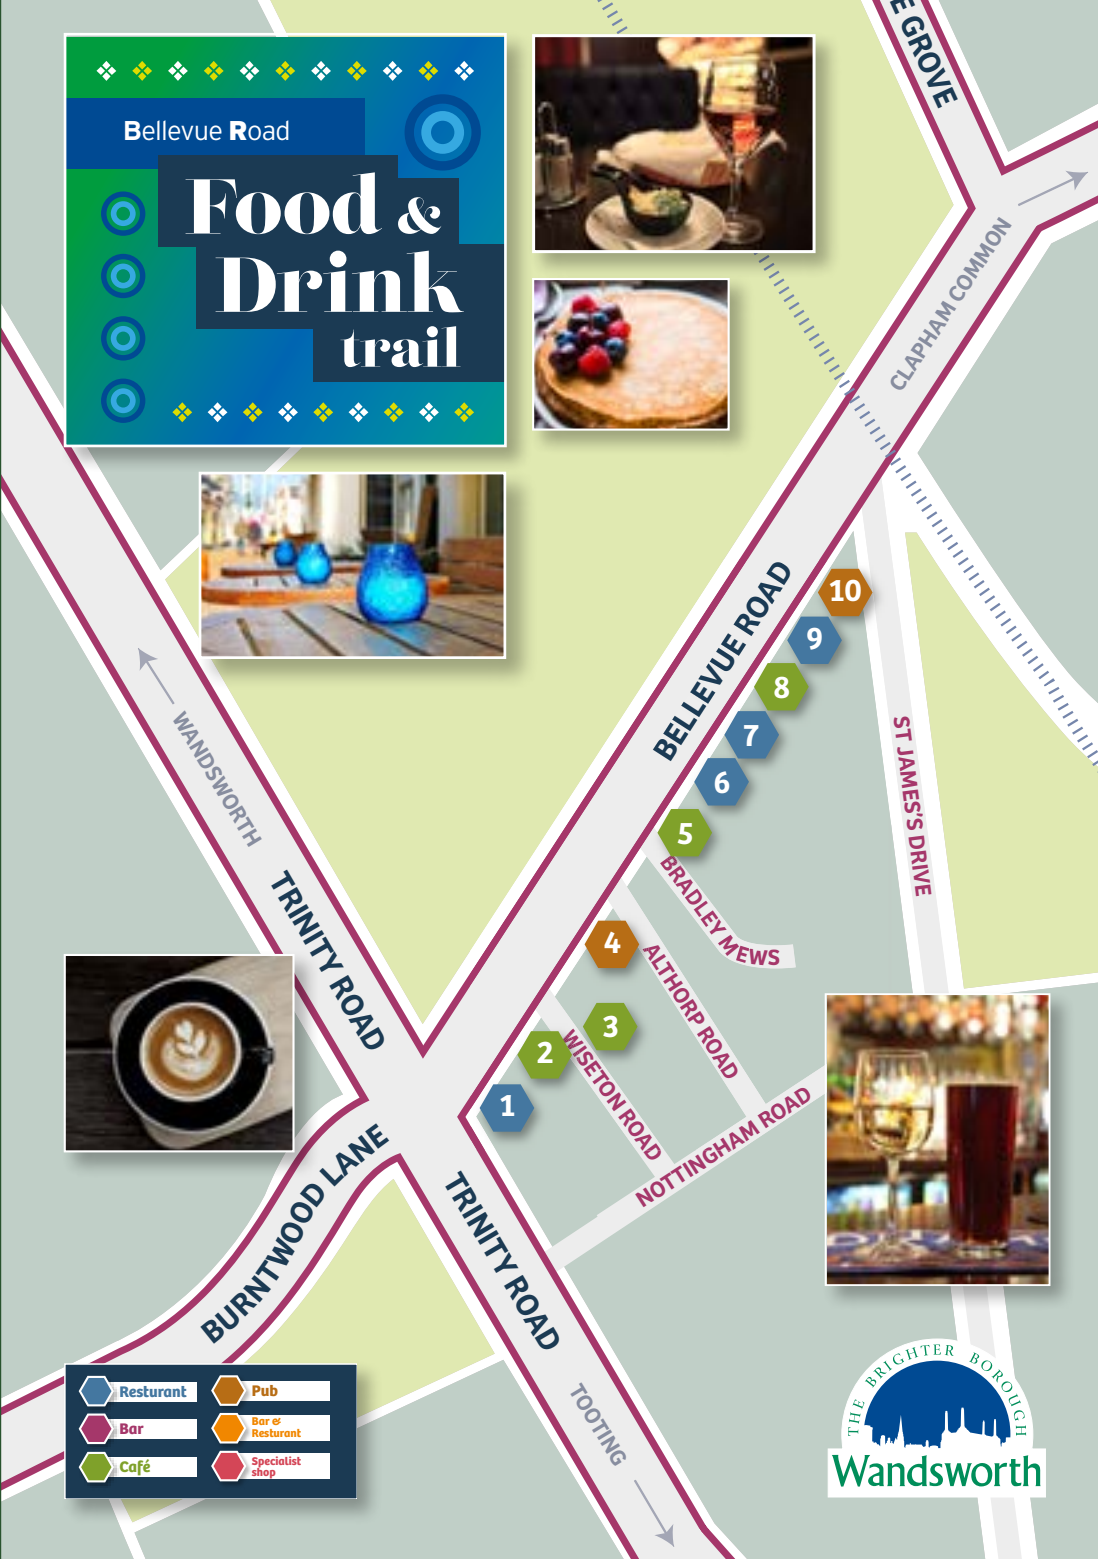 Bellevue Road
Food &
Drink
trail
E GROVE
CLAPHAM COMMON
BELLEVUE ROAD
10
9
8
7
6
5
4
3
2
1
ST JAMES'S DRIVE
BRADLEY MEWS
ALTHORP ROAD
WISETON ROAD
NOTTINGHAM ROAD
WANDSWORTH
TRINITY ROAD
BURNTWOOD LANE
TRINITY ROAD
TOOTING
Resturant
Bar
Café
Pub
Bar &
Resturant
Specialist
shop
THE BRIGHTER BOROUGH
Wandsworth